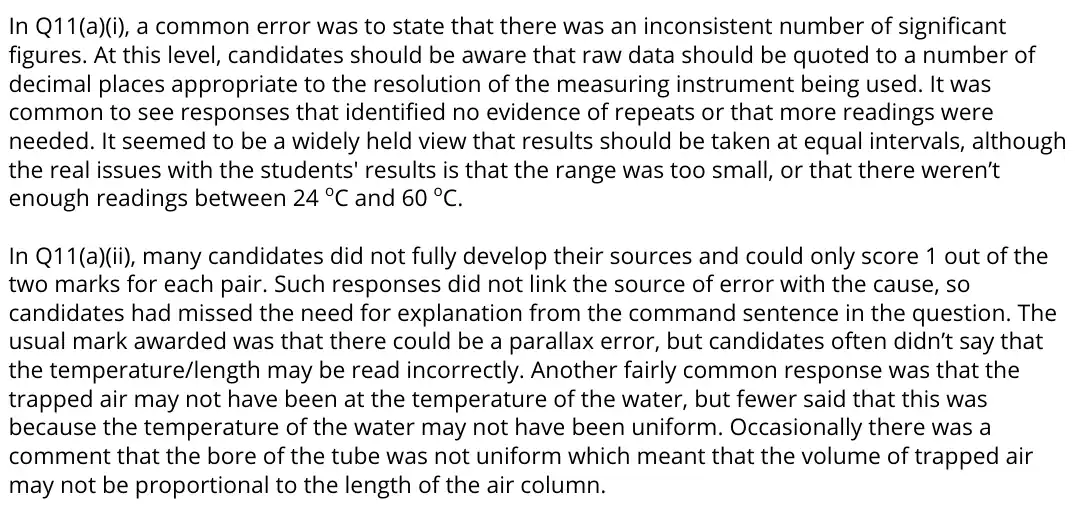 In Q11(a)(i), a common error was to state that there was an inconsistent number of significant
figures. At this level, candidates should be aware that raw data should be quoted to a number of
decimal places appropriate to the resolution of the measuring instrument being used. It was
common to see responses that identified no evidence of repeats or that more readings were
needed. It seemed to be a widely held view that results should be taken at equal intervals, although
the real issues with the students' results is that the range was too small, or that there weren’t
enough readings between 24 ⁰C and 60 ⁰C.

In Q11(a)(ii), many candidates did not fully develop their sources and could only score 1 out of the
two marks for each pair. Such responses did not link the source of error with the cause, so
candidates had missed the need for explanation from the command sentence in the question. The
usual mark awarded was that there could be a parallax error, but candidates often didn’t say that
the temperature/length may be read incorrectly. Another fairly common response was that the
trapped air may not have been at the temperature of the water, but fewer said that this was
because the temperature of the water may not have been uniform. Occasionally there was a
comment that the bore of the tube was not uniform which meant that the volume of trapped air
may not be proportional to the length of the air column.